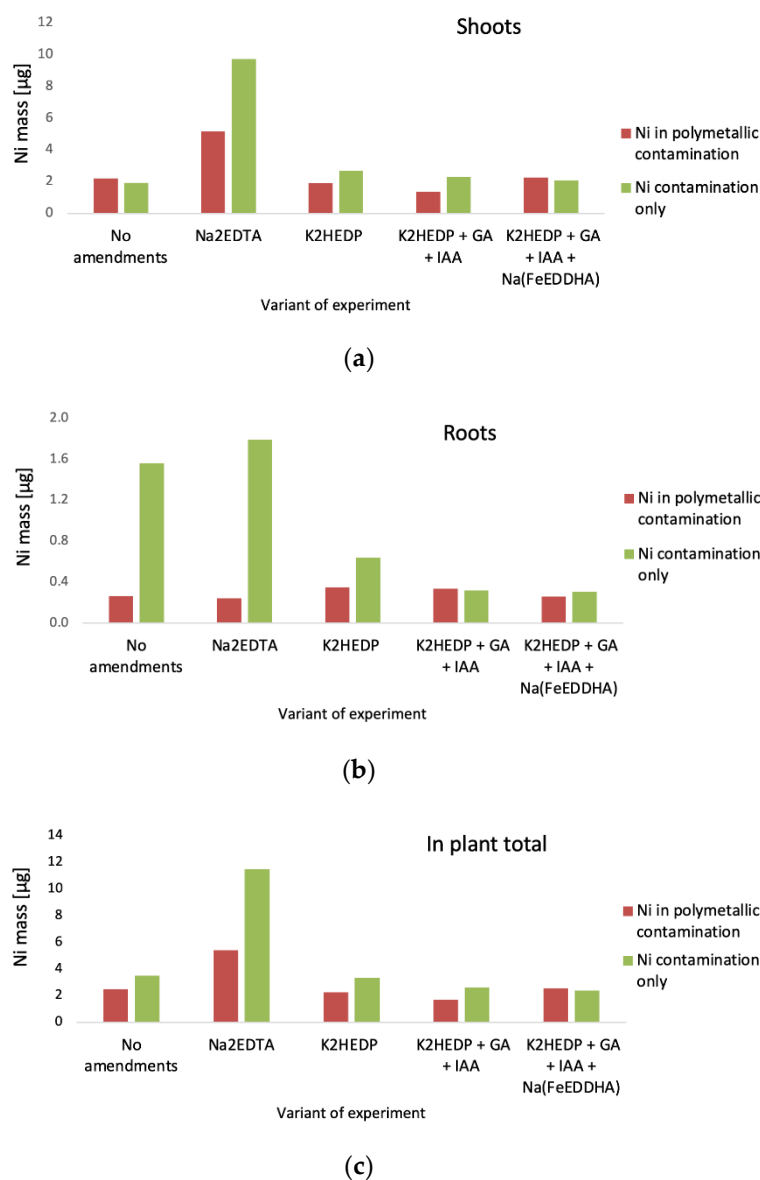 Shoots
Ni mass [µg]
12
10
8
6
4
2
0
Ni in polymetallic
contamination
Ni contamination
only
No
amendments
Na2EDTA
K2HEDP
K2HEDP + GA
+ IAA
K2HEDP + GA
+ IAA +
Na(FeEDDHA)
Variant of experiment
(a)
Roots
Ni mass [µg]
2.0
1.6
1.2
0.8
0.4
0.0
Ni in polymetallic
contamination
Ni contamination
only
No
amendments
Na2EDTA
K2HEDP
K2HEDP + GA
+ IAA
K2HEDP + GA
+ IAA +
Na(FeEDDHA)
Variant of experiment
(b)
In plant total
Ni mass [µg]
14
12
10
8
6
4
2
0
Ni in polymetallic
contamination
Ni contamination
only
No
amendments
Na2EDTA
K2HEDP
K2HEDP + GA
+ IAA
K2HEDP + GA
+ IAA +
Na(FeEDDHA)
Variant of experiment
(c)